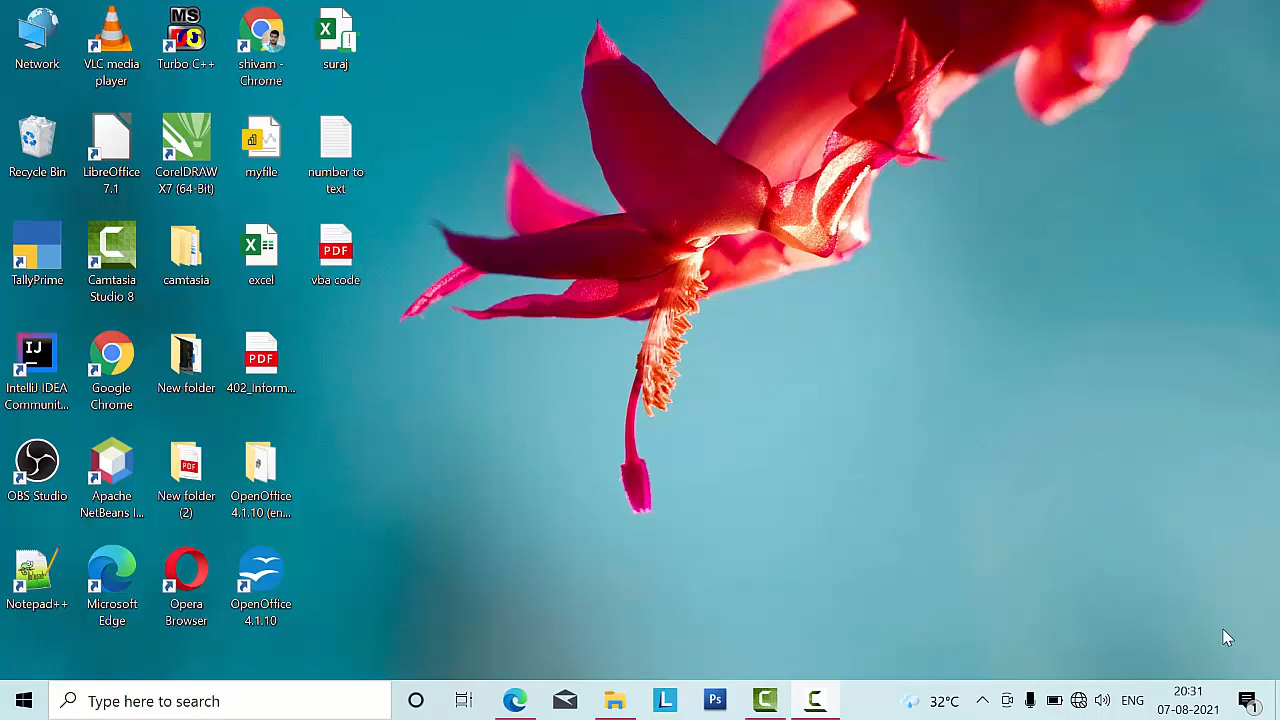 Network
VLC media
player
Turbo C++
shivam -
Chrome
suraj
Recycle Bin
LibreOffice
7.1
CorelDRAW
X7 (64-Bit)
myfile
number to
text
TallyPrime
Camtasia
Studio 8
camtasia
excel
vba code
IntelliJ IDEA
Communit...
Google
Chrome
New folder
402_Inform...
OBS Studio
Apache
NetBeans I...
New folder
(2)
OpenOffice
4.1.10 (en...
Notepad++
Microsoft
Edge
Opera
Browser
OpenOffice
4.1.10
MS
X
PDF
X
IJ
C
PDF
PDF
Type here to search
L
Ps
C
C
32°C
ENG
20:31
07-08-2021
1